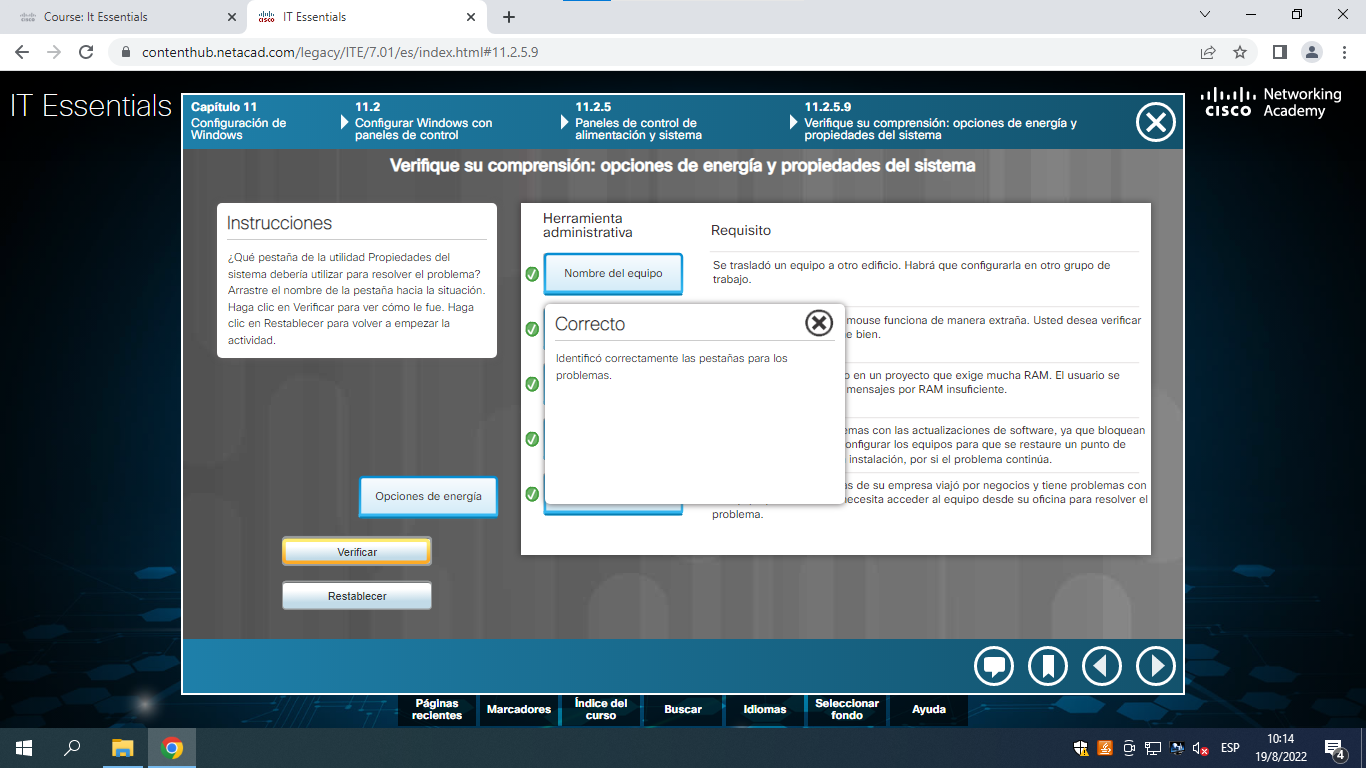 Course: It Essentials
IT Essentials
contenthub.netacad.com/legacy/ITE/7.01/es/index.html#11.2.5.9
IT Essentials
Capítulo 11
Configuración de
Windows
11.2
Configurar Windows con
paneles de control
11.2.5
Paneles de control de
alimentación y sistema
11.2.5.9
Verifique su comprensión: opciones de energía y
propiedades del sistema
CISCO
Networking
Academy
Verifique su comprensión: opciones de energía y propiedades del sistema
Instrucciones
¿Qué pestaña de la utilidad Propiedades del
sistema debería utilizar para resolver el problema?
Arrastre el nombre de la pestaña hacia la situación.
Haga clic en Verificar para ver cómo le fue. Haga
clic en Restablecer para volver a empezar la
actividad.
Herramienta
administrativa
Requisito
Nombre del equipo
Se trasladó un equipo a otro edificio. Habrá que configurarla en otro grupo de
trabajo.
mouse funciona de manera extraña. Usted desea verificar
e bien.
o en un proyecto que exige mucha RAM. El usuario se
mensajes por RAM insuficiente.
emas con las actualizaciones de software, ya que bloquean
onfigurar los equipos para que se restaure un punto de
instalación, por si el problema continúa.
as de su empresa viajó por negocios y tiene problemas con
necesita acceder al equipo desde su oficina para resolver el
problema.
Correcto
Identificó correctamente las pestañas para los
problemas.
Opciones de energía
Verificar
Restablecer
Páginas
recientes
Marcadores
Índice del
curso
Buscar
Idiomas
Seleccionar
fondo
Ayuda
ESP
10:14
19/8/2022
4